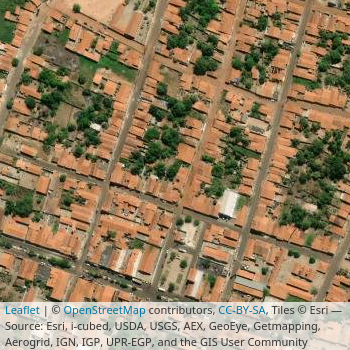 Leaflet | © OpenStreetMap contributors, CC-BY-SA, Tiles © Esri —
Source: Esri, i-cubed, USDA, USGS, AEX, GeoEye, Getmapping,
Aerogrid, IGN, IGP, UPR-EGP, and the GIS User Community